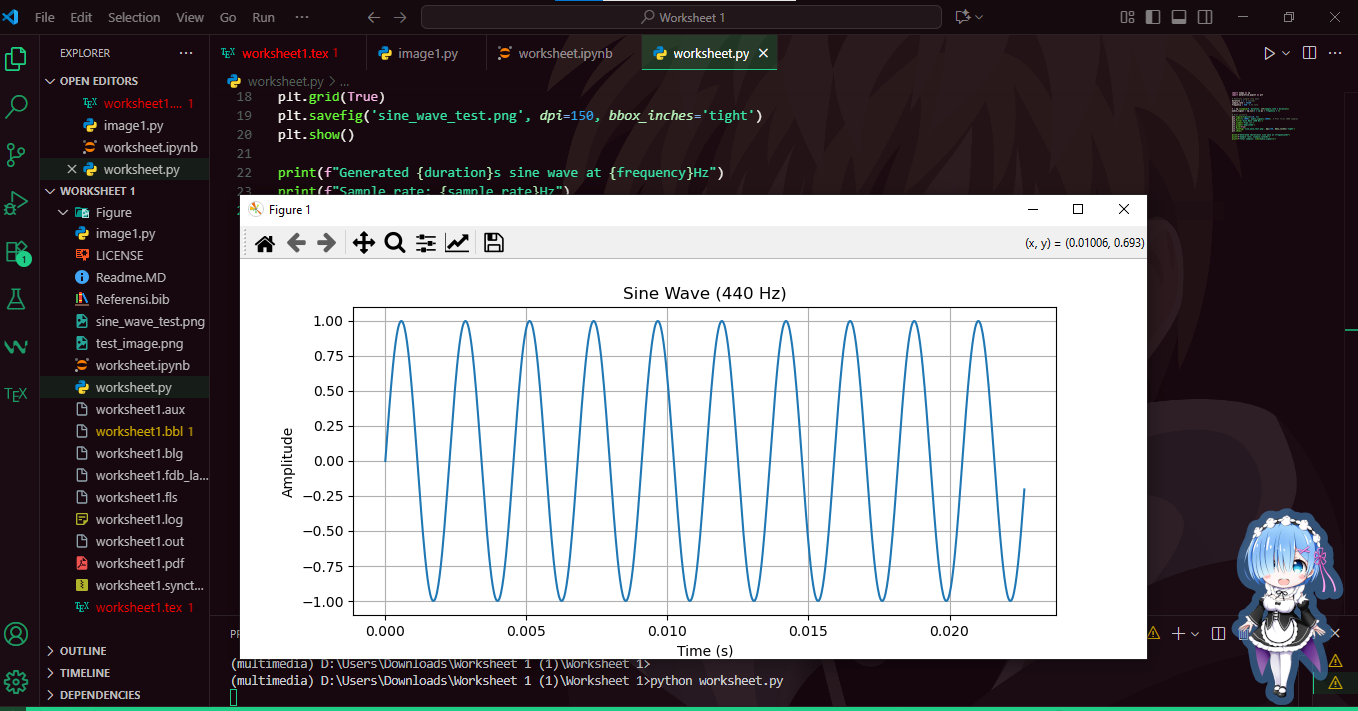 File Edit Selection View Go Run ··· Worksheet 1
EXPLORER
OPEN EDITORS
worksheet1.... 1
image1.py
worksheet.ipynb
worksheet.py
WORKSHEET 1
Figure
image1.py
LICENSE
Readme.MD
Referensi.bib
sine_wave_test.png
test_image.png
worksheet.ipynb
worksheet.py
worksheet1.aux
worksheet1.bbl 1
worksheet1.blg
worksheet1.fdb_la...
worksheet1.fls
worksheet1.log
worksheet1.out
worksheet1.pdf
worksheet1.synct...
worksheet1.tex 1
OUTLINE
TIMELINE
DEPENDENCIES
TEX
1
worksheet1.tex 1 image1.py worksheet.ipynb worksheet.py
worksheet.py > ...
18 plt.grid(True)
19 plt.savefig('sine_wave_test.png', dpi=150, bbox_inches='tight')
20 plt.show()
21
22 print(f"Generated {duration}s sine wave at {frequency}Hz")
23 print(f"Sample rate: {sample_rate}Hz")
Figure 1
(x, y) = (0.01006, 0.693)
Sine Wave (440 Hz)
Amplitude
1.00
0.75
0.50
0.25
0.00
−0.25
−0.50
−0.75
−1.00
0.000 0.005 0.010 0.015 0.020
Time (s)
(multimedia) D:\Users\Downloads\Worksheet 1 (1)\Worksheet 1>
(multimedia) D:\Users\Downloads\Worksheet 1 (1)\Worksheet 1>python worksheet.py